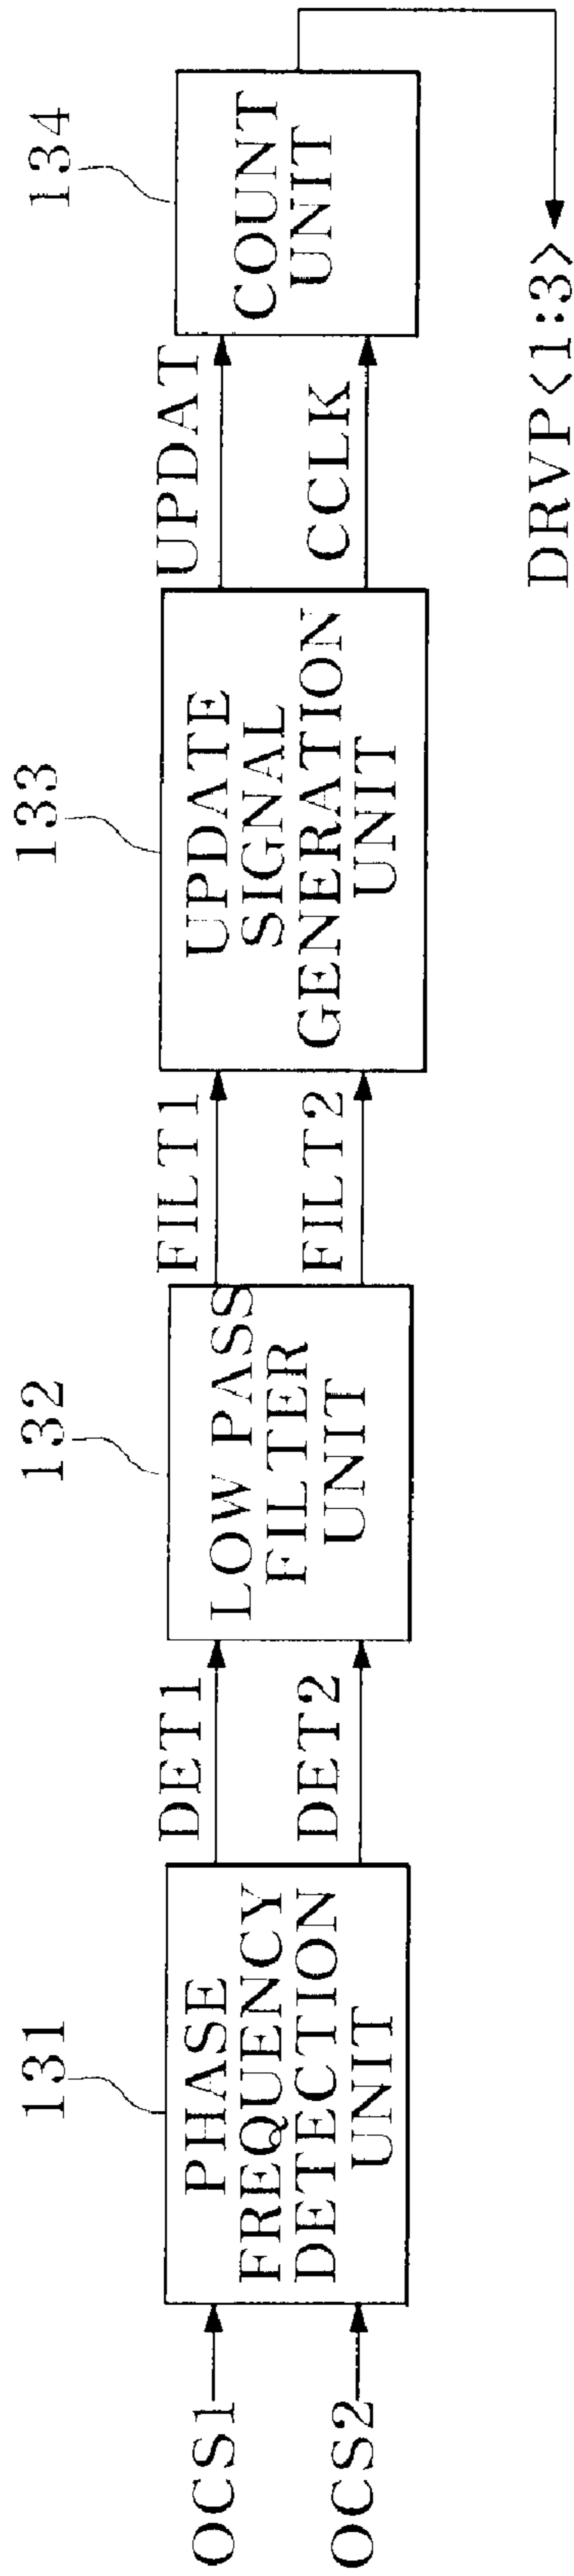 OCS1
OCS2
131
PHASE
FREQUENCY
DETECTION
UNIT
DET1
DET2
132
LOW PASS
FILTER
UNIT
FILT1
FILT2
133
UPDATE
SIGNAL
GENERATION
UNIT
UPDAT
CCLK
134
COUNT
UNIT
DRVP<1:3>